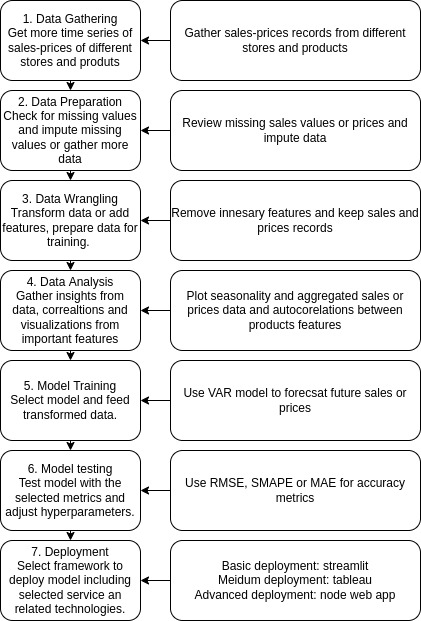 1. Data Gathering
Get more time series of
sales-prices of different
stores and produts
Gather sales-prices records from different
stores and products
2. Data Preparation
Check for missing values
and impute missing
values or gather more
data
Review missing sales values or prices and
impute data
3. Data Wrangling
Transform data or add
features, prepare data for
training.
Remove innesary features and keep sales and
prices records
4. Data Analysis
Gather insights from
data, correaltions and
visualizations from
important features
Plot seasonality and aggregated sales or
prices data and autocorelations between
products features
5. Model Training
Select model and feed
transformed data.
Use VAR model to forecsat future sales or
prices
6. Model testing
Test model with the
selected metrics and
adjust hyperparameters.
Use RMSE, SMAPE or MAE for accuracy
metrics
7. Deployment
Select framework to
deploy model including
selected service an
related technologies.
Basic deployment: streamlit
Meidum deployment: tableau
Advanced deployment: node web app